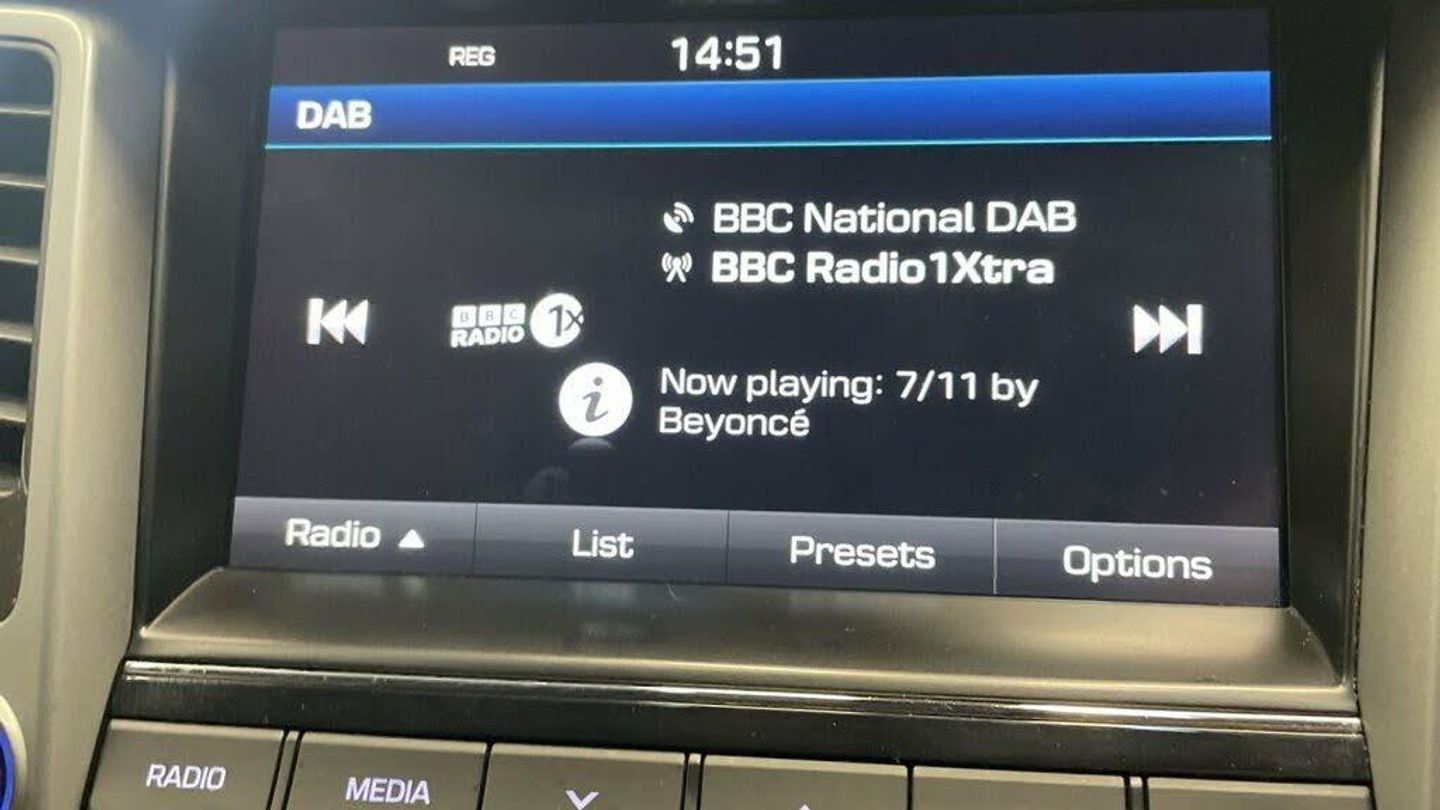 REG
14:51
DAB
BBC National DAB
BBC Radio1Xtra
BBC
RADIO 1x
Now playing: 7/11 by
Beyoncé
Radio ▲
List
Presets
Options
RADIO
MEDIA